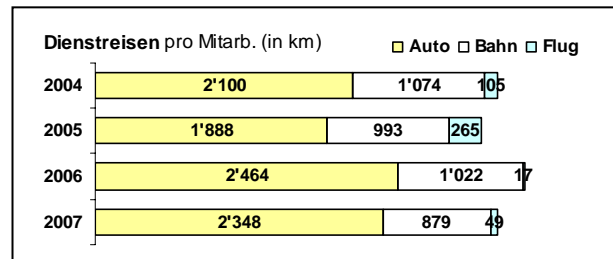 Dienstreisen pro Mitarb. (in km) Auto Bahn Flug
2004 2'100 1'074 105
2005 1'888 993 265
2006 2'464 1'022 17
2007 2'348 879 49